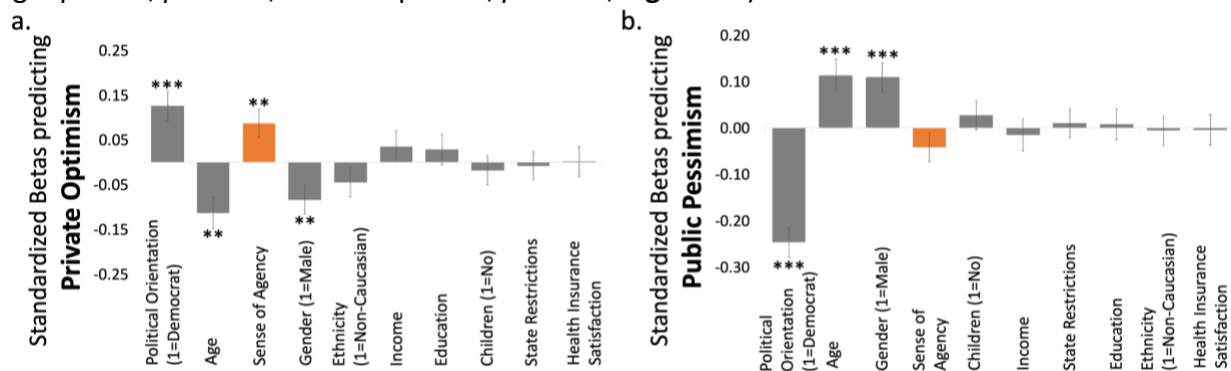 a.
Standardized Betas predicting
Private Optimism
0.25
0.15
0.05
-0.05
-0.15
-0.25
***
**
**
**
Political Orientation
(1=Democrat)
Age
Sense of Agency
Gender (1=Male)
Ethnicity
(1=Non-Caucasian)
Income
Education
Children (1=No)
State Restrictions
Health Insurance
Satisfaction
b.
Standardized Betas predicting
Public Pessimism
0.20
0.10
0.00
-0.10
-0.20
-0.30
***
***
***
Political
Orientation
(1=Democrat)
Age
Gender (1=Male)
Sense of
Agency
Children (1=No)
Income
State Restrictions
Education
Ethnicity
(1=Non-Caucasian)
Health Insurance
Satisfaction